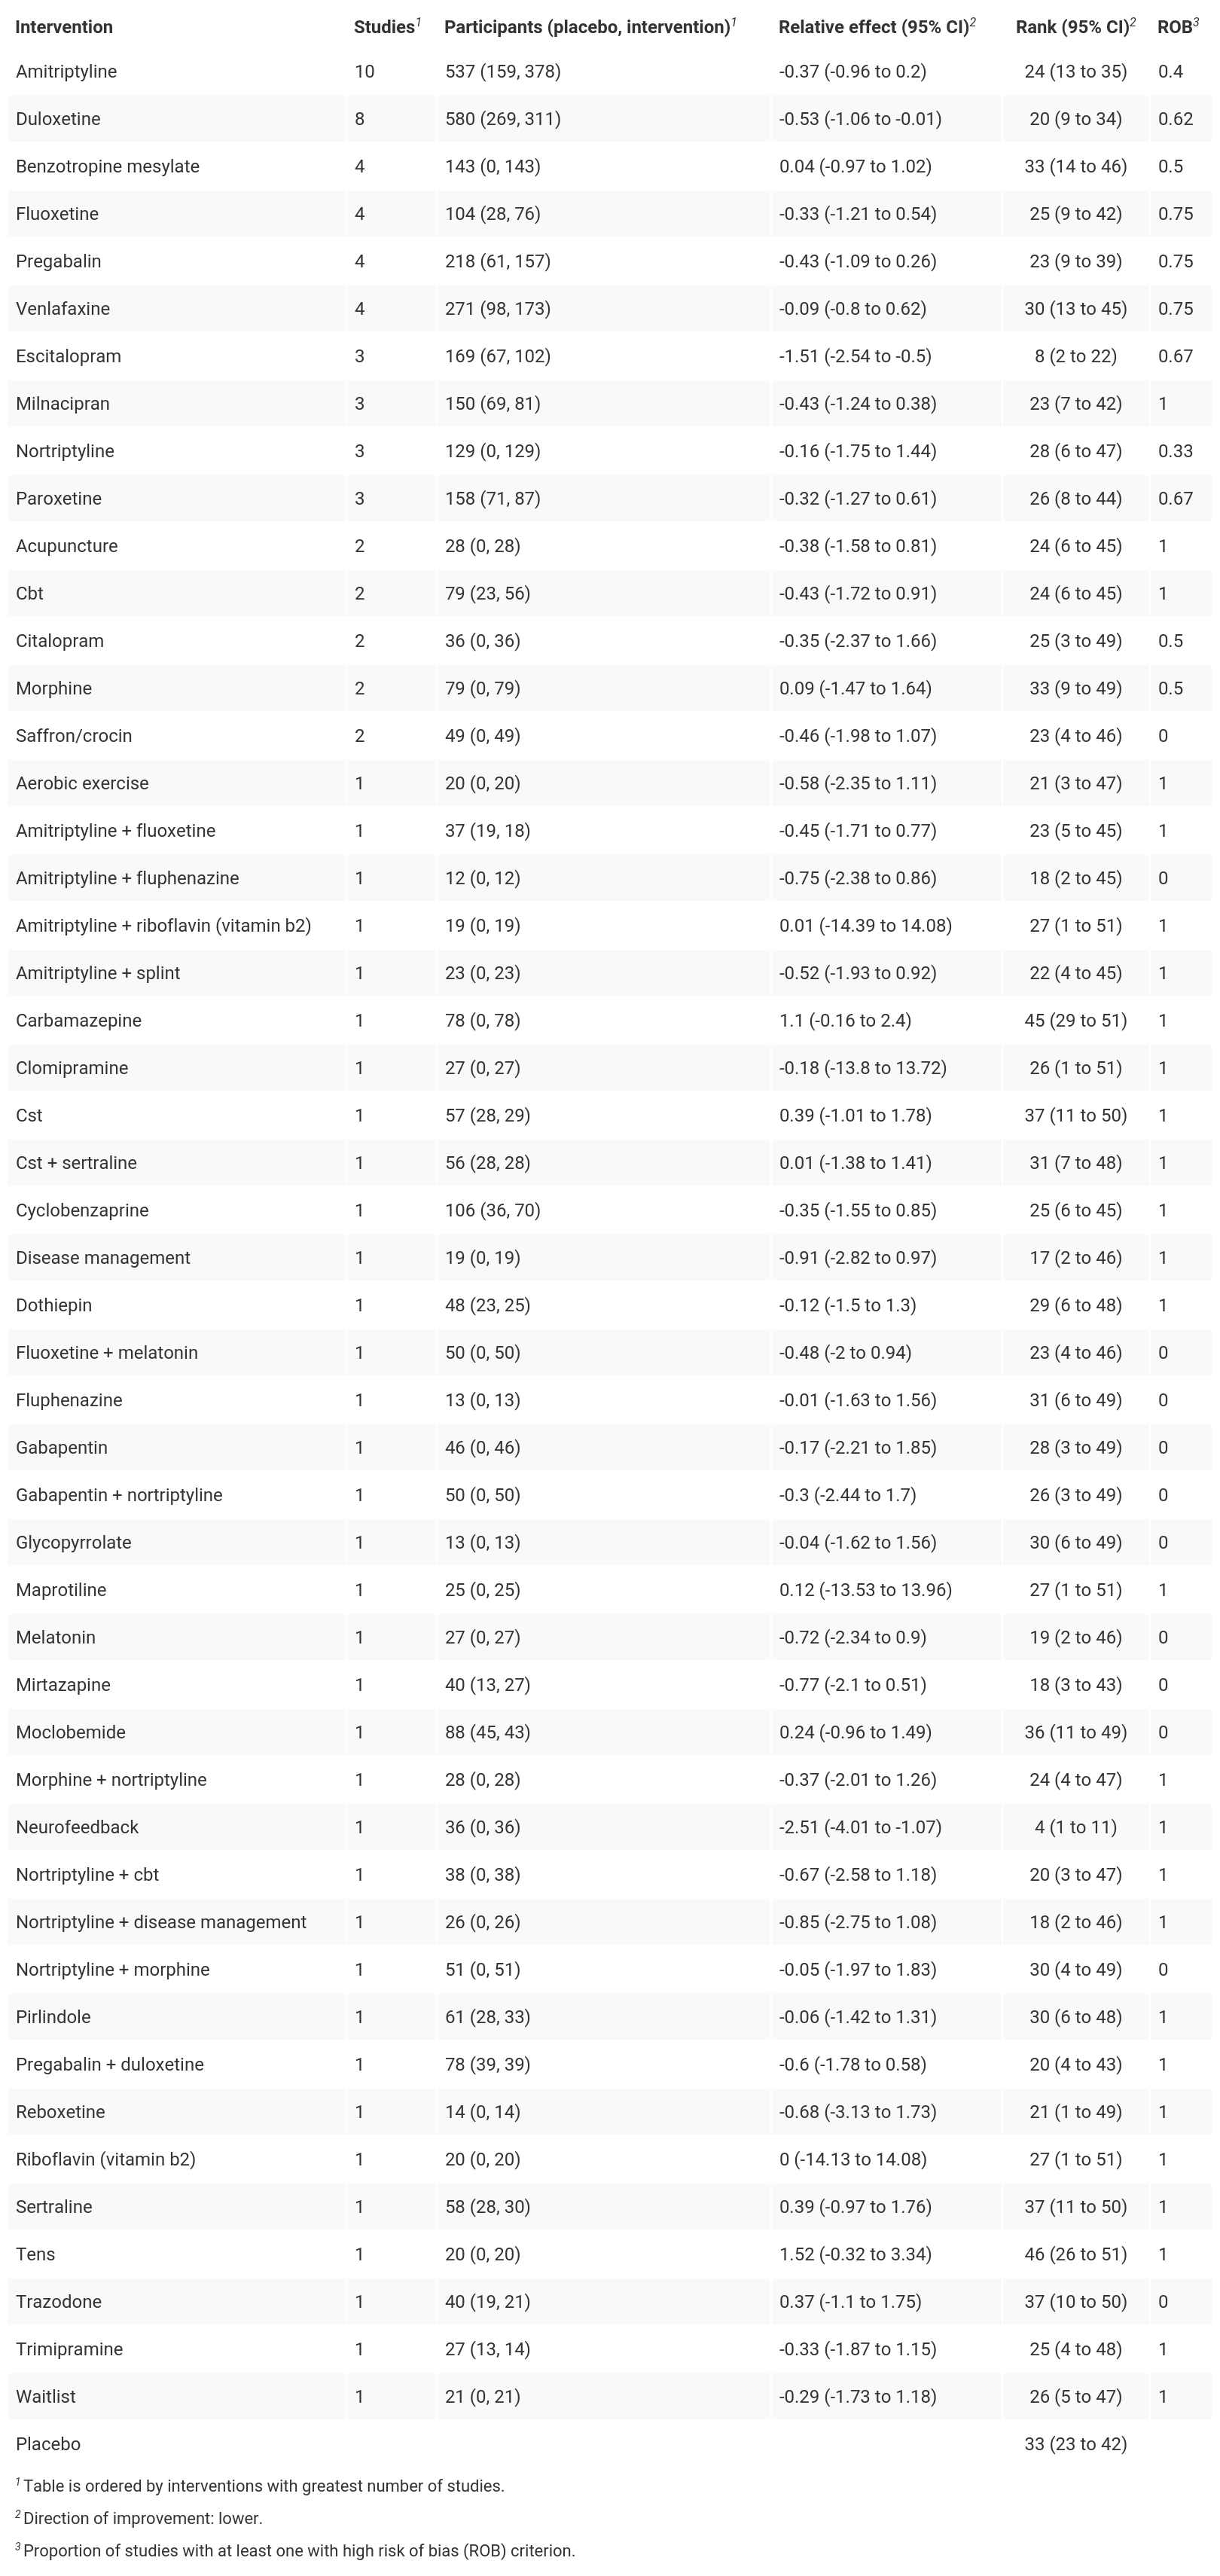 Intervention Studies1 Participants (placebo, intervention)1 Relative effect (95% CI)2 Rank (95% CI)2 ROB3
Amitriptyline 10 537 (159, 378) -0.37 (-0.96 to 0.2) 24 (13 to 35) 0.4
Duloxetine 8 580 (269, 311) -0.53 (-1.06 to -0.01) 20 (9 to 34) 0.62
Benzotropine mesylate 4 143 (0, 143) 0.04 (-0.97 to 1.02) 33 (14 to 46) 0.5
Fluoxetine 4 104 (28, 76) -0.33 (-1.21 to 0.54) 25 (9 to 42) 0.75
Pregabalin 4 218 (61, 157) -0.43 (-1.09 to 0.26) 23 (9 to 39) 0.75
Venlafaxine 4 271 (98, 173) -0.09 (-0.8 to 0.62) 30 (13 to 45) 0.75
Escitalopram 3 169 (67, 102) -1.51 (-2.54 to -0.5) 8 (2 to 22) 0.67
Milnacipran 3 150 (69, 81) -0.43 (-1.24 to 0.38) 23 (7 to 42) 1
Nortriptyline 3 129 (0, 129) -0.16 (-1.75 to 1.44) 28 (6 to 47) 0.33
Paroxetine 3 158 (71, 87) -0.32 (-1.27 to 0.61) 26 (8 to 44) 0.67
Acupuncture 2 28 (0, 28) -0.38 (-1.58 to 0.81) 24 (6 to 45) 1
Cbt 2 79 (23, 56) -0.43 (-1.72 to 0.91) 24 (6 to 45) 1
Citalopram 2 36 (0, 36) -0.35 (-2.37 to 1.66) 25 (3 to 49) 0.5
Morphine 2 79 (0, 79) 0.09 (-1.47 to 1.64) 33 (9 to 49) 0.5
Saffron/crocin 2 49 (0, 49) -0.46 (-1.98 to 1.07) 23 (4 to 46) 0
Aerobic exercise 1 20 (0, 20) -0.58 (-2.35 to 1.11) 21 (3 to 47) 1
Amitriptyline + fluoxetine 1 37 (19, 18) -0.45 (-1.71 to 0.77) 23 (5 to 45) 1
Amitriptyline + fluphenazine 1 12 (0, 12) -0.75 (-2.38 to 0.86) 18 (2 to 45) 0
Amitriptyline + riboflavin (vitamin b2) 1 19 (0, 19) 0.01 (-14.39 to 14.08) 27 (1 to 51) 1
Amitriptyline + splint 1 23 (0, 23) -0.52 (-1.93 to 0.92) 22 (4 to 45) 1
Carbamazepine 1 78 (0, 78) 1.1 (-0.16 to 2.4) 45 (29 to 51) 1
Clomipramine 1 27 (0, 27) -0.18 (-13.8 to 13.72) 26 (1 to 51) 1
Cst 1 57 (28, 29) 0.39 (-1.01 to 1.78) 37 (11 to 50) 1
Cst + sertraline 1 56 (28, 28) 0.01 (-1.38 to 1.41) 31 (7 to 48) 1
Cyclobenzaprine 1 106 (36, 70) -0.35 (-1.55 to 0.85) 25 (6 to 45) 1
Disease management 1 19 (0, 19) -0.91 (-2.82 to 0.97) 17 (2 to 46) 1
Dothiepin 1 48 (23, 25) -0.12 (-1.5 to 1.3) 29 (6 to 48) 1
Fluoxetine + melatonin 1 50 (0, 50) -0.48 (-2 to 0.94) 23 (4 to 46) 0
Fluphenazine 1 13 (0, 13) -0.01 (-1.63 to 1.56) 31 (6 to 49) 0
Gabapentin 1 46 (0, 46) -0.17 (-2.21 to 1.85) 28 (3 to 49) 0
Gabapentin + nortriptyline 1 50 (0, 50) -0.3 (-2.44 to 1.7) 26 (3 to 49) 0
Glycopyrrolate 1 13 (0, 13) -0.04 (-1.62 to 1.56) 30 (6 to 49) 0
Maprotiline 1 25 (0, 25) 0.12 (-13.53 to 13.96) 27 (1 to 51) 1
Melatonin 1 27 (0, 27) -0.72 (-2.34 to 0.9) 19 (2 to 46) 0
Mirtazapine 1 40 (13, 27) -0.77 (-2.1 to 0.51) 18 (3 to 43) 0
Moclobemide 1 88 (45, 43) 0.24 (-0.96 to 1.49) 36 (11 to 49) 0
Morphine + nortriptyline 1 28 (0, 28) -0.37 (-2.01 to 1.26) 24 (4 to 47) 1
Neurofeedback 1 36 (0, 36) -2.51 (-4.01 to -1.07) 4 (1 to 11) 1
Nortriptyline + cbt 1 38 (0, 38) -0.67 (-2.58 to 1.18) 20 (3 to 47) 1
Nortriptyline + disease management 1 26 (0, 26) -0.85 (-2.75 to 1.08) 18 (2 to 46) 1
Nortriptyline + morphine 1 51 (0, 51) -0.05 (-1.97 to 1.83) 30 (4 to 49) 0
Pirlindole 1 61 (28, 33) -0.06 (-1.42 to 1.31) 30 (6 to 48) 1
Pregabalin + duloxetine 1 78 (39, 39) -0.6 (-1.78 to 0.58) 20 (4 to 43) 1
Reboxetine 1 14 (0, 14) -0.68 (-3.13 to 1.73) 21 (1 to 49) 1
Riboflavin (vitamin b2) 1 20 (0, 20) 0 (-14.13 to 14.08) 27 (1 to 51) 1
Sertraline 1 58 (28, 30) 0.39 (-0.97 to 1.76) 37 (11 to 50) 1
Tens 1 20 (0, 20) 1.52 (-0.32 to 3.34) 46 (26 to 51) 1
Trazodone 1 40 (19, 21) 0.37 (-1.1 to 1.75) 37 (10 to 50) 0
Trimipramine 1 27 (13, 14) -0.33 (-1.87 to 1.15) 25 (4 to 48) 1
Waitlist 1 21 (0, 21) -0.29 (-1.73 to 1.18) 26 (5 to 47) 1
Placebo 33 (23 to 42)
1 Table is ordered by interventions with greatest number of studies.
2 Direction of improvement: lower.
3 Proportion of studies with at least one with high risk of bias (ROB) criterion.